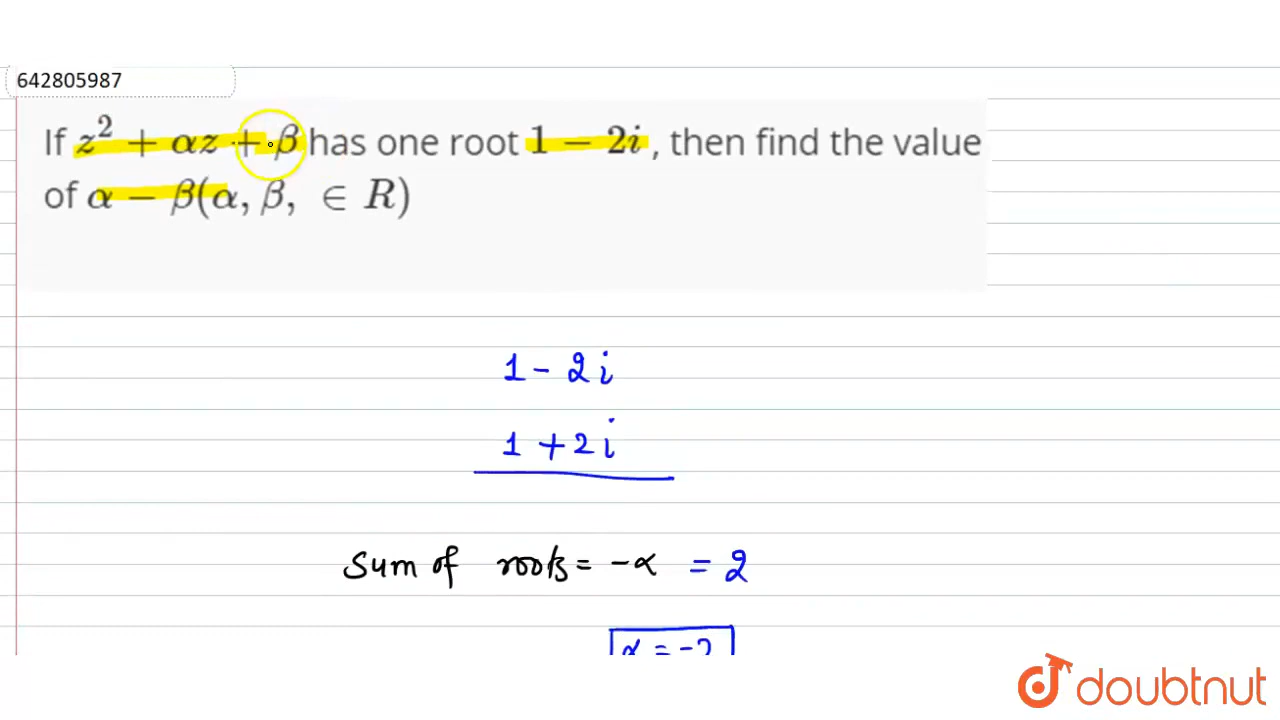 642805987
If z² + αz + β has one root 1 − 2i , then find the value
of α − β(α, β, ∈ R)
1 - 2i
1 + 2i
Sum of roots = -α = 2
α = -2
doubtnut